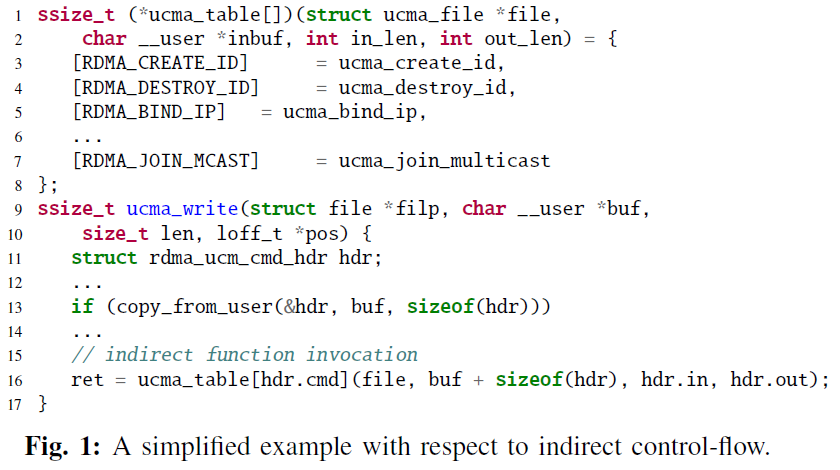 1 ssize_t (*ucma_table[])(struct ucma_file *file,
2     char __user *inbuf, int in_len, int out_len) = {
3    [RDMA_CREATE_ID]      = ucma_create_id,
4    [RDMA_DESTROY_ID]     = ucma_destroy_id,
5    [RDMA_BIND_IP]   = ucma_bind_ip,
6    ...
7    [RDMA_JOIN_MCAST]     = ucma_join_multicast
8 };
9 ssize_t ucma_write(struct file *filp, char __user *buf,
10     size_t len, loff_t *pos) {
11    struct rdma_ucm_cmd_hdr hdr;
12    ...
13    if (copy_from_user(&hdr, buf, sizeof(hdr)))
14    ...
15    // indirect function invocation
16    ret = ucma_table[hdr.cmd](file, buf + sizeof(hdr), hdr.in, hdr.out);
17 }
Fig. 1: A simplified example with respect to indirect control-flow.